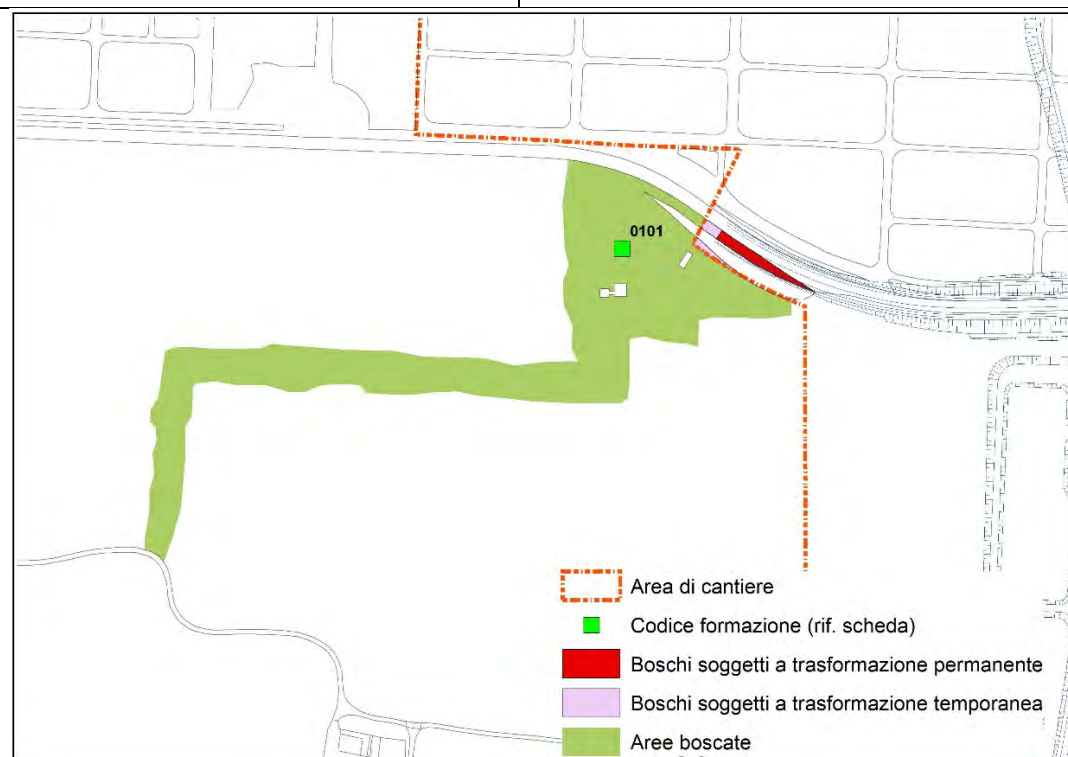 0101
Area di cantiere
Codice formazione (rif. scheda)
Boschi soggetti a trasformazione permanente
Boschi soggetti a trasformazione temporanea
Aree boscate